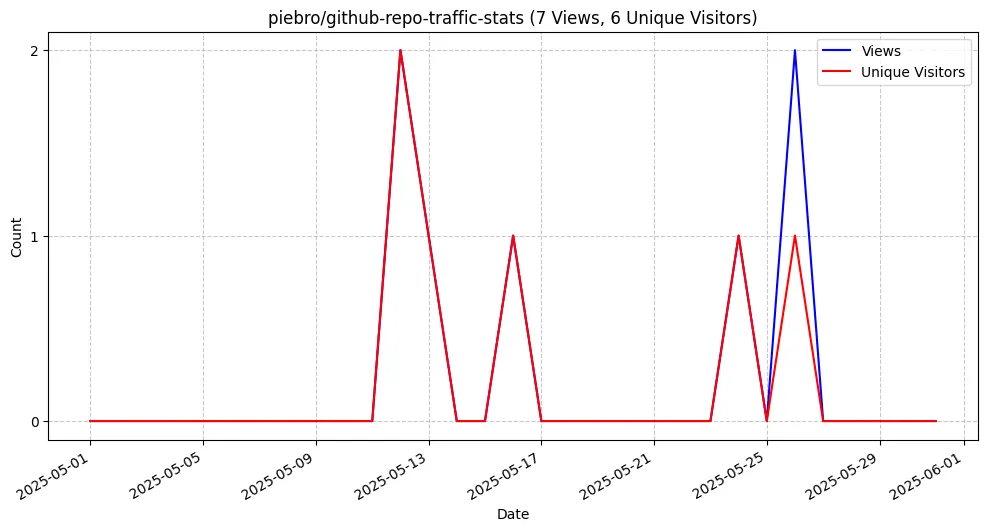 piebro/github-repo-traffic-stats (7 Views, 6 Unique Visitors)
Views
Unique Visitors
2
1
0
Count
2025-05-01
2025-05-05
2025-05-09
2025-05-13
2025-05-17
2025-05-21
2025-05-25
2025-05-29
2025-06-01
Date